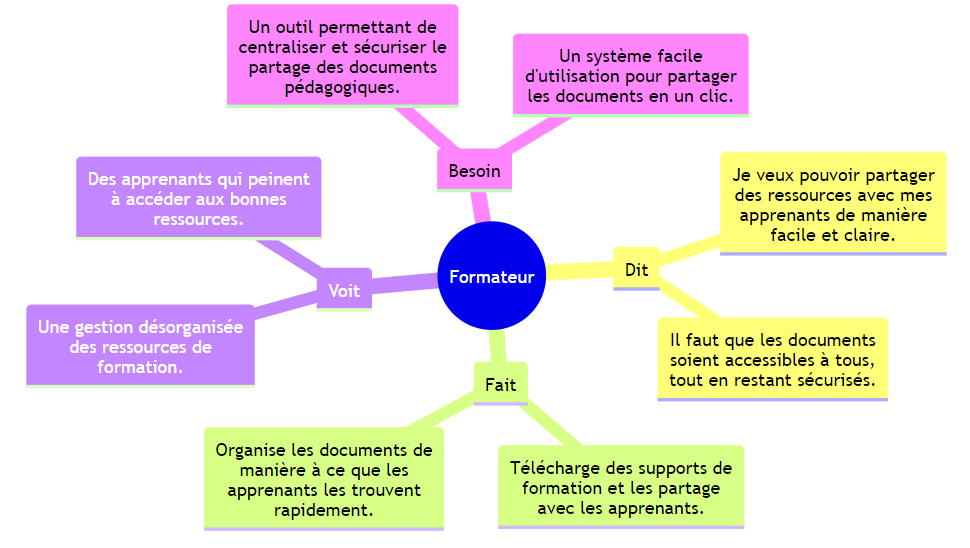 Un outil permettant de
centraliser et sécuriser le
partage des documents
pédagogiques.
Un système facile
d'utilisation pour partager
les documents en un clic.
Besoin
Des apprenants qui peinent
à accéder aux bonnes
ressources.
Je veux pouvoir partager
des ressources avec mes
apprenants de manière
facile et claire.
Formateur
Dit
Voit
Une gestion désorganisée
des ressources de
formation.
Il faut que les documents
soient accessibles à tous,
tout en restant sécurisés.
Fait
Organise les documents de
manière à ce que les
apprenants les trouvent
rapidement.
Télécharge des supports de
formation et les partage
avec les apprenants.